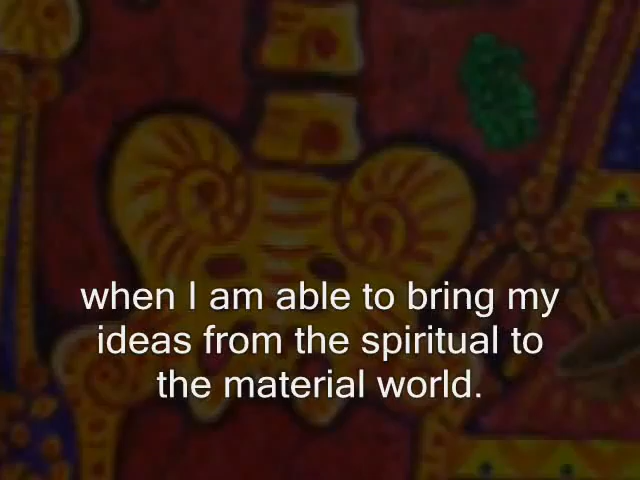 when I am able to bring my
ideas from the spiritual to
the material world.